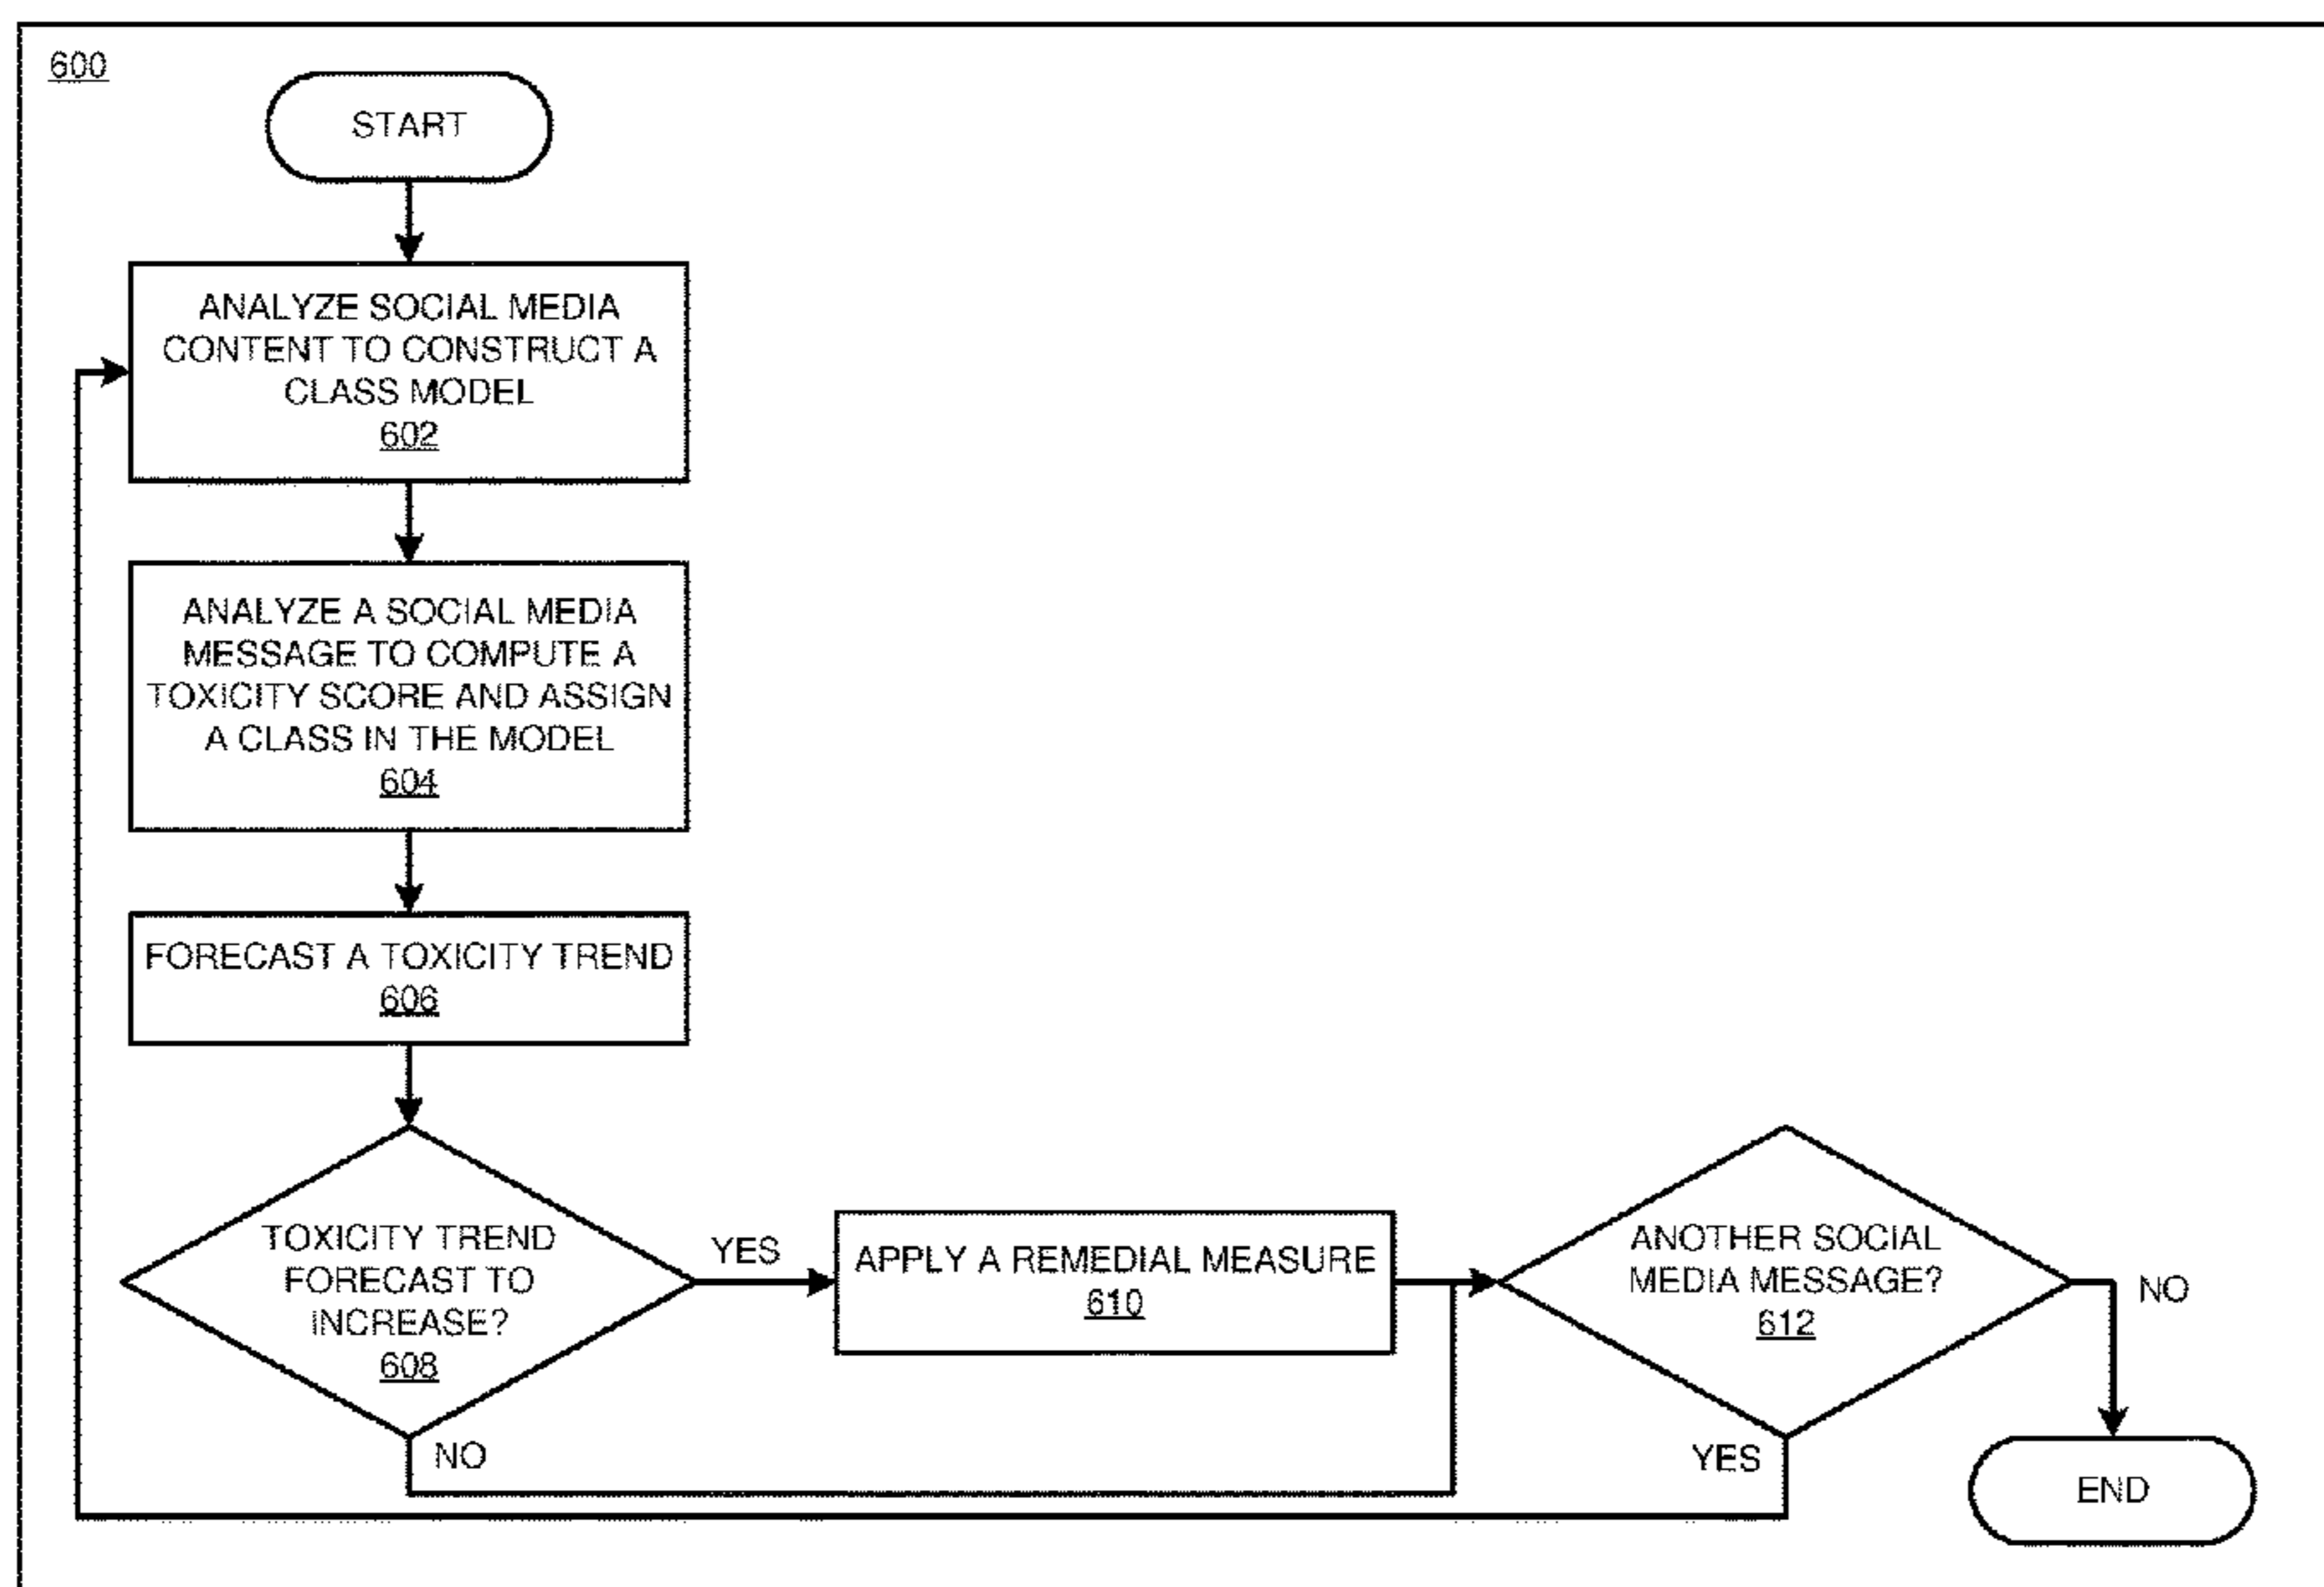 600
START
ANALYZE SOCIAL MEDIA
CONTENT TO CONSTRUCT A
CLASS MODEL
602
ANALYZE A SOCIAL MEDIA
MESSAGE TO COMPUTE A
TOXICITY SCORE AND ASSIGN
A CLASS IN THE MODEL
604
FORECAST A TOXICITY TREND
606
TOXICITY TREND
FORECAST TO
INCREASE?
608
YES
NO
APPLY A REMEDIAL MEASURE
610
ANOTHER SOCIAL
MEDIA MESSAGE?
612
NO
YES
END